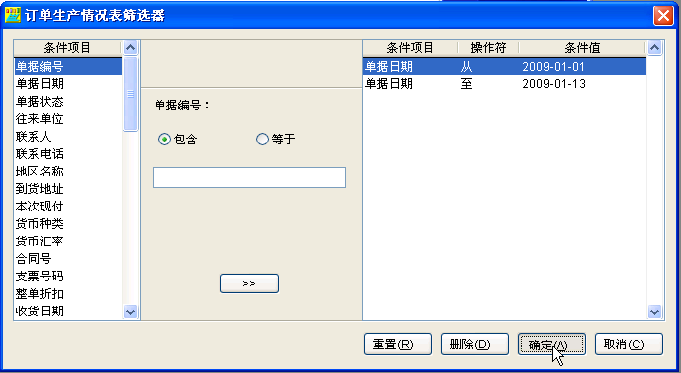 订单生产情况表筛选器
条件项目
单据编号
单据日期
单据状态
往来单位
联系人
联系电话
地区名称
到货地址
本次现付
货币种类
货币汇率
合同号
支票号码
整单折扣
收货日期
单据编号：
包含 等于
>>
条件项目 操作符 条件值
单据日期 从 2009-01-01
单据日期 至 2009-01-13
重置(R) 删除(D) 确定(A) 取消(C)